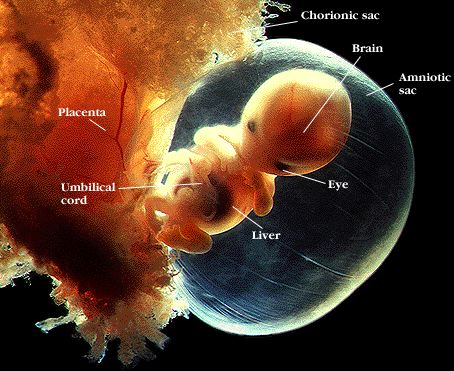 Chorionic sac
Brain
Amniotic
sac
Placenta
Umbilical
cord
Eye
Liver